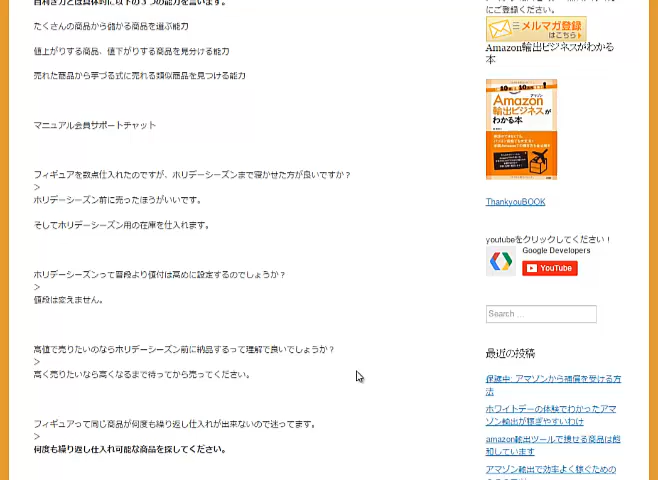 目利き力とは具体的に以下の３つの能力を言います。
たくさんの商品から儲かる商品を選ぶ能力
値上がりする商品、値下がりする商品を見分ける能力
売れた商品から芋づる式に売れる類似商品を見つける能力
マニュアル会員サポートチャット
フィギュアを数点仕入れたのですが、ホリデーシーズンまで寝かせた方が良いですか？
>
ホリデーシーズン前に売ったほうがいいです。
そしてホリデーシーズン用の在庫を仕入れます。
ホリデーシーズンって普段より値付は高めに設定するのでしょうか？
>
値段は変えません。
高値で売りたいのならホリデーシーズン前に納品するって理解で良いでしょうか？
>
高く売りたいなら高くなるまで待ってから売ってください。
フィギュアって同じ商品が何度も繰り返し仕入れが出来ないので迷ってます。
>
何度も繰り返し仕入れ可能な商品を探してください。
にご登録ください。
メルマガ登録
はこちら
Amazon輸出ビジネスがわかる
本
Amazon
輸出ビジネスが
わかる本
ThankyouBOOK
youtubeをクリックしてください！
Google Developers
YouTube
Search …
最近の投稿
保護中: アマゾンから補償を受ける方
法
ホワイトデーの体験でわかったアマ
ゾン輸出が稼ぎやすいわけ
amazon輸出ツールで捜せる商品は飽
和しています
アマゾン輸出で効率よく稼ぐための